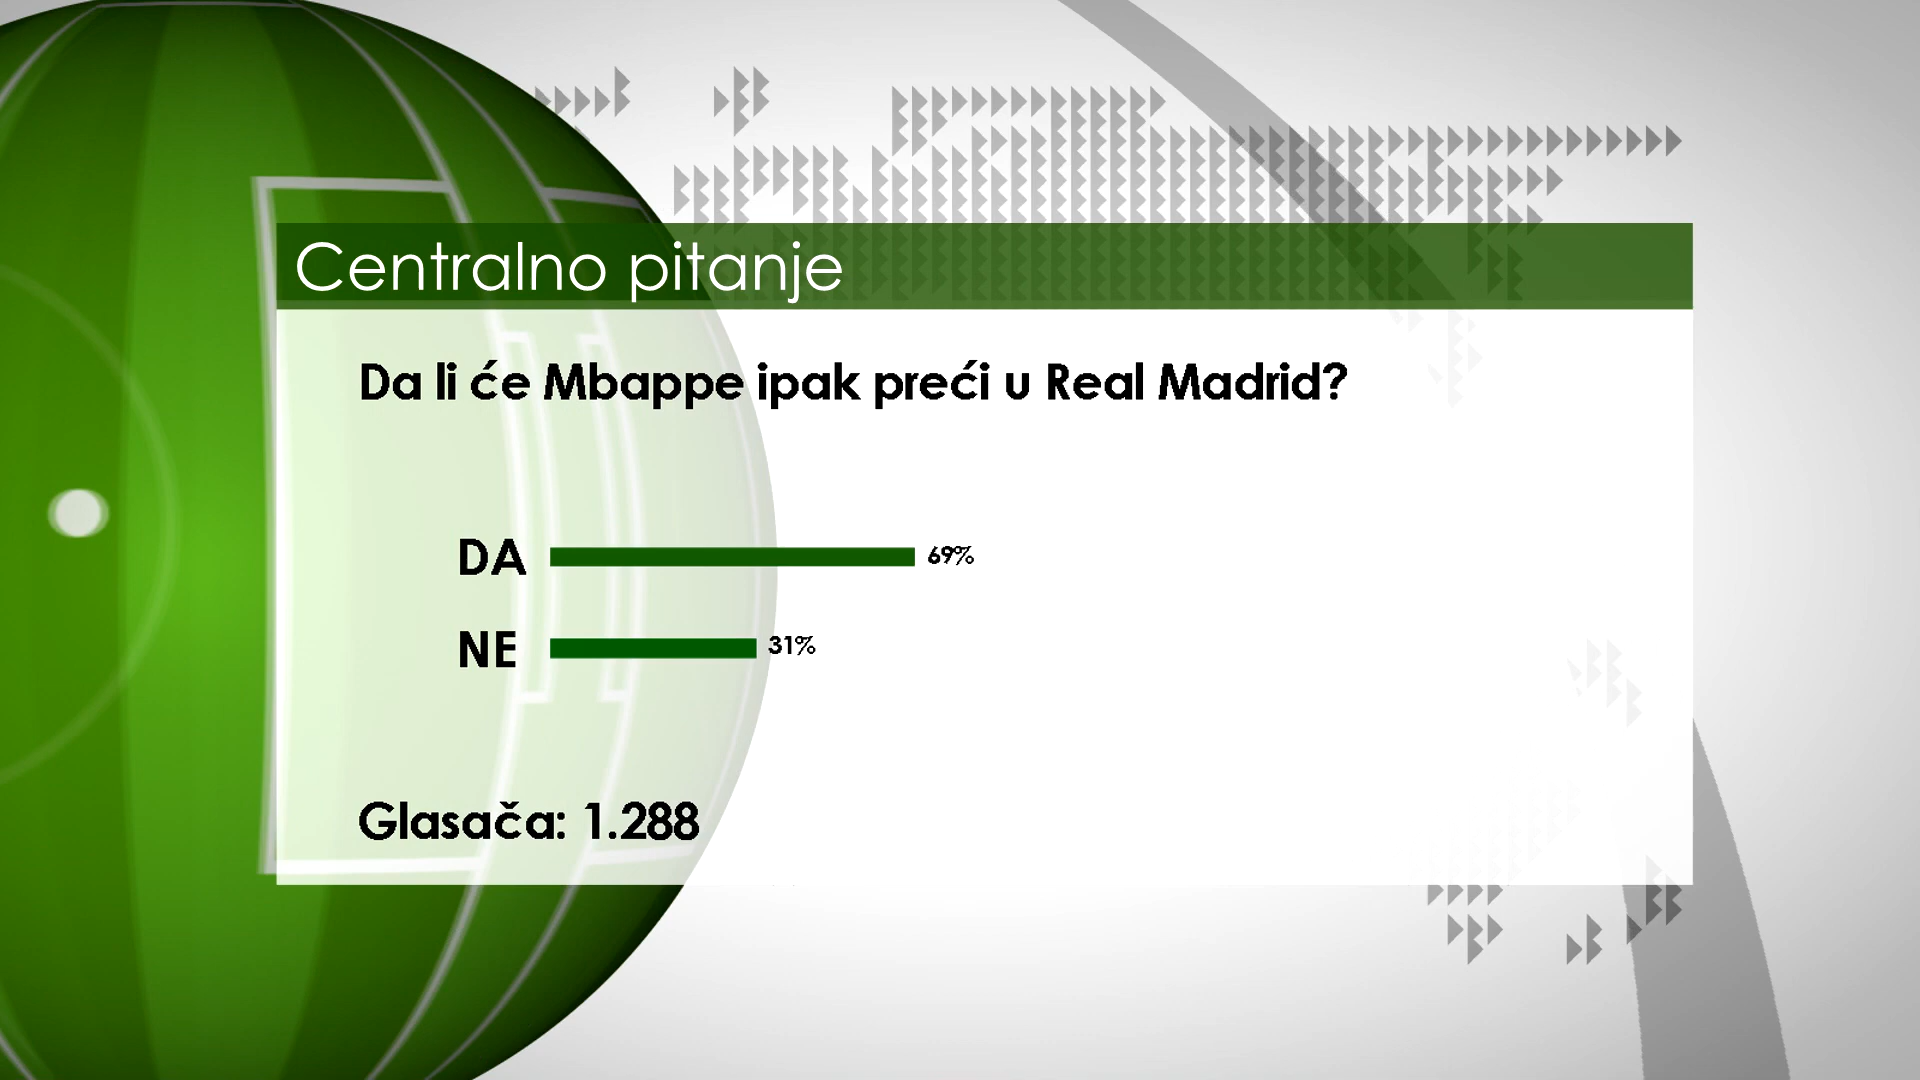 Centralno pitanje
Da li će Mbappe ipak preći u Real Madrid?
DA 69%
NE 31%
Glasača: 1.288